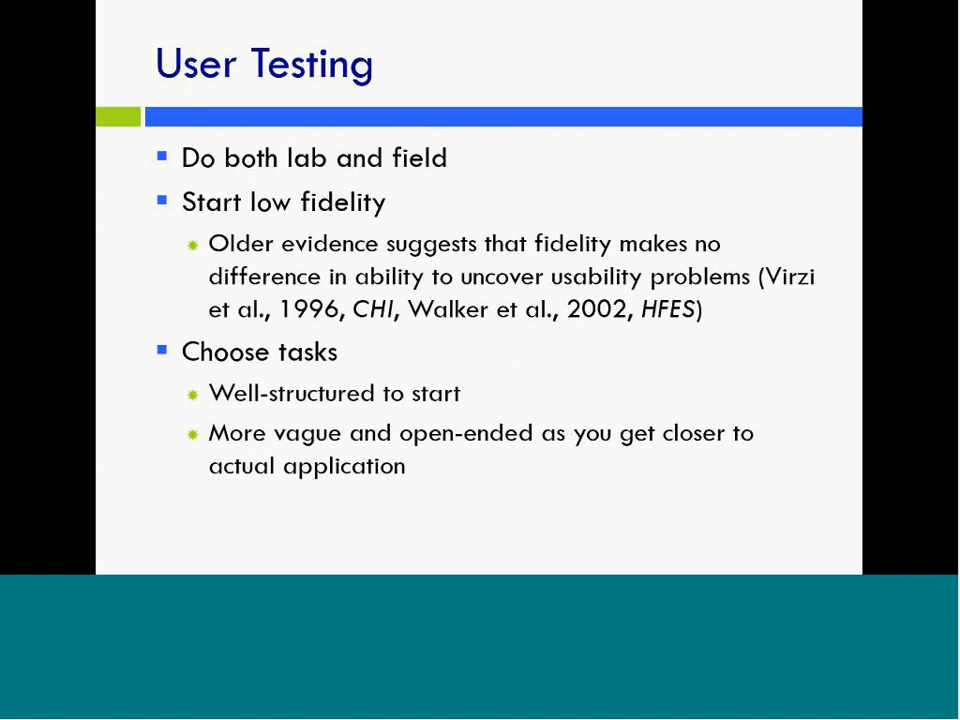 User Testing
Do both lab and field
Start low fidelity
Older evidence suggests that fidelity makes no
difference in ability to uncover usability problems (Virzi
et al., 1996, CHI, Walker et al., 2002, HFES)
Choose tasks
Well-structured to start
More vague and open-ended as you get closer to
actual application